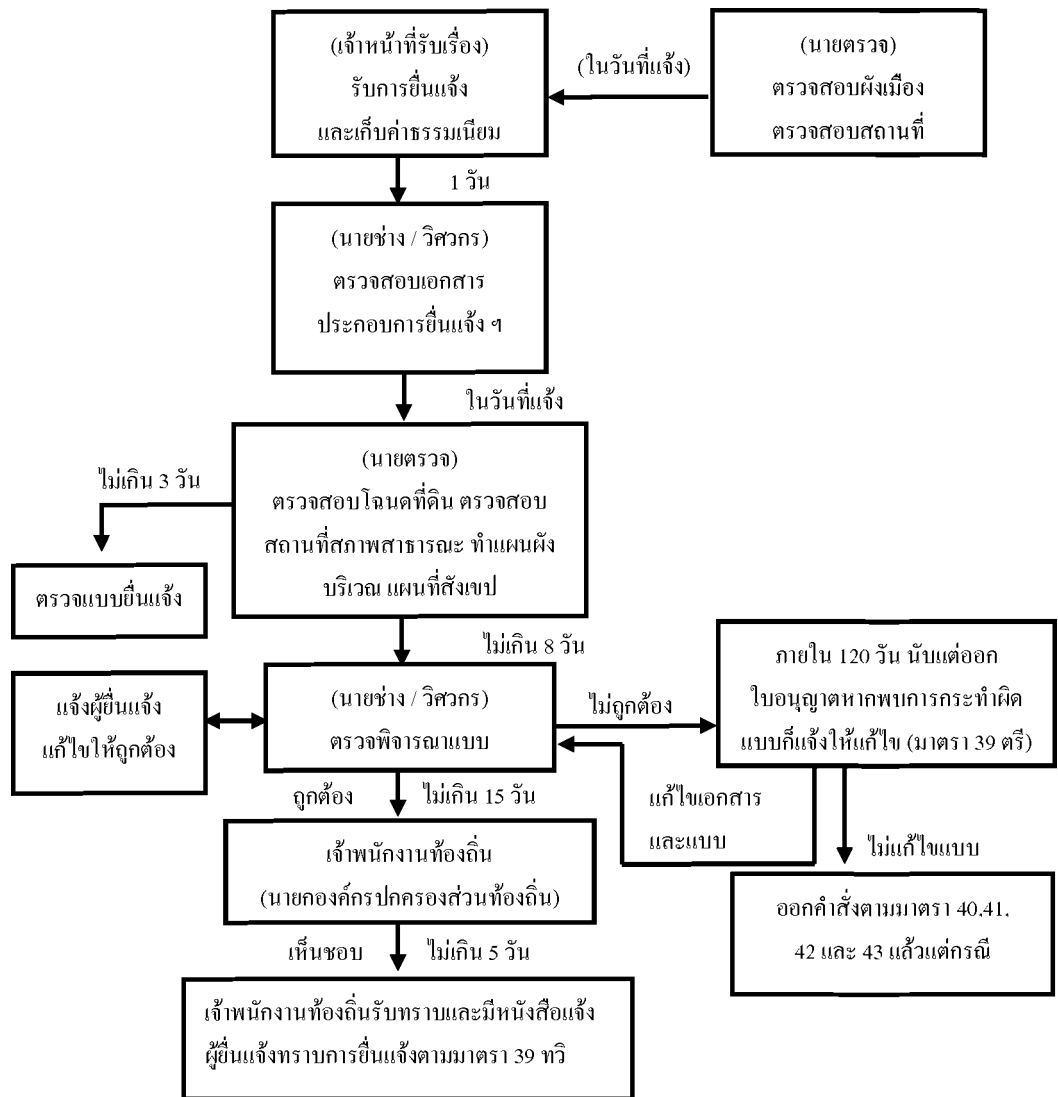 (เจ้าหน้าที่รับเรื่อง)
รับการยื่นแจ้ง
และเก็บค่าธรรมเนียม
(ในวันที่แจ้ง)
(นายตรวจ)
ตรวจสอบผังเมือง
ตรวจสอบสถานที่
1 วัน
(นายช่าง / วิศวกร)
ตรวจสอบเอกสาร
ประกอบการยื่นแจ้ง ฯ
ในวันที่แจ้ง
(นายตรวจ)
ตรวจสอบโฉนดที่ดิน ตรวจสอบ
สถานที่สภาพสาธารณะ ทำแผนผัง
บริเวณ แผนที่สังเขป
ไม่เกิน 3 วัน
ตรวจแบบยื่นแจ้ง
ไม่เกิน 8 วัน
แจ้งผู้ยื่นแจ้ง
แก้ไขให้ถูกต้อง
(นายช่าง / วิศวกร)
ตรวจพิจารณาแบบ
ไม่ถูกต้อง
ภายใน 120 วัน นับแต่ออก
ใบอนุญาตหากพบการกระทำผิด
แบบก็แจ้งให้แก้ไข (มาตรา 39 ตรี)
ถูกต้อง
ไม่เกิน 15 วัน
แก้ไขเอกสาร
และแบบ
ไม่แก้ไขแบบ
เจ้าพนักงานท้องถิ่น
(นายกองค์กรปกครองส่วนท้องถิ่น)
ออกคำสั่งตามมาตรา 40,41,
42 และ 43 แล้วแต่กรณี
เห็นชอบ
ไม่เกิน 5 วัน
เจ้าพนักงานท้องถิ่นรับทราบและมีหนังสือแจ้ง
ผู้ยื่นแจ้งทราบการยื่นแจ้งตามมาตรา 39 ทวิ